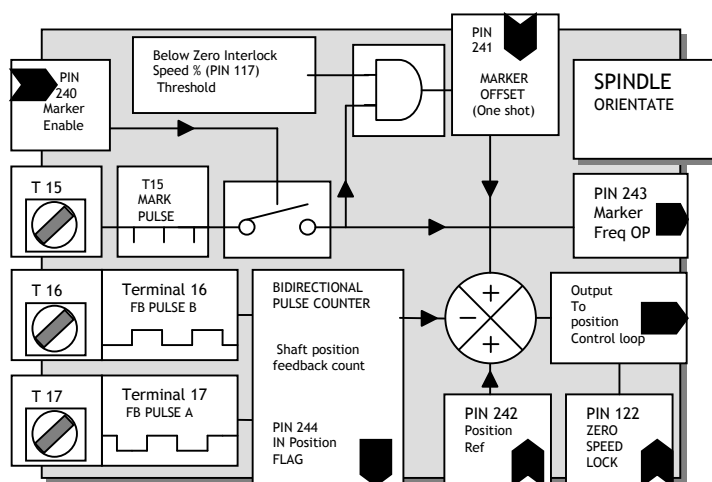 PIN
240
Marker
Enable
Below Zero Interlock
Speed % (PIN 117)
Threshold
PIN
241
MARKER
OFFSET
(One shot)
SPINDLE
ORIENTATE
T 15
T15
MARK
PULSE
PIN 243
Marker
Freq OP
T 16
Terminal 16
FB PULSE B
BIDIRECTIONAL
PULSE COUNTER
Shaft position
feedback count
+
−
+
Output
To
position
Control loop
T 17
Terminal 17
FB PULSE A
PIN 244
IN Position
FLAG
PIN 242
Position
Ref
PIN 122
ZERO
SPEED
LOCK